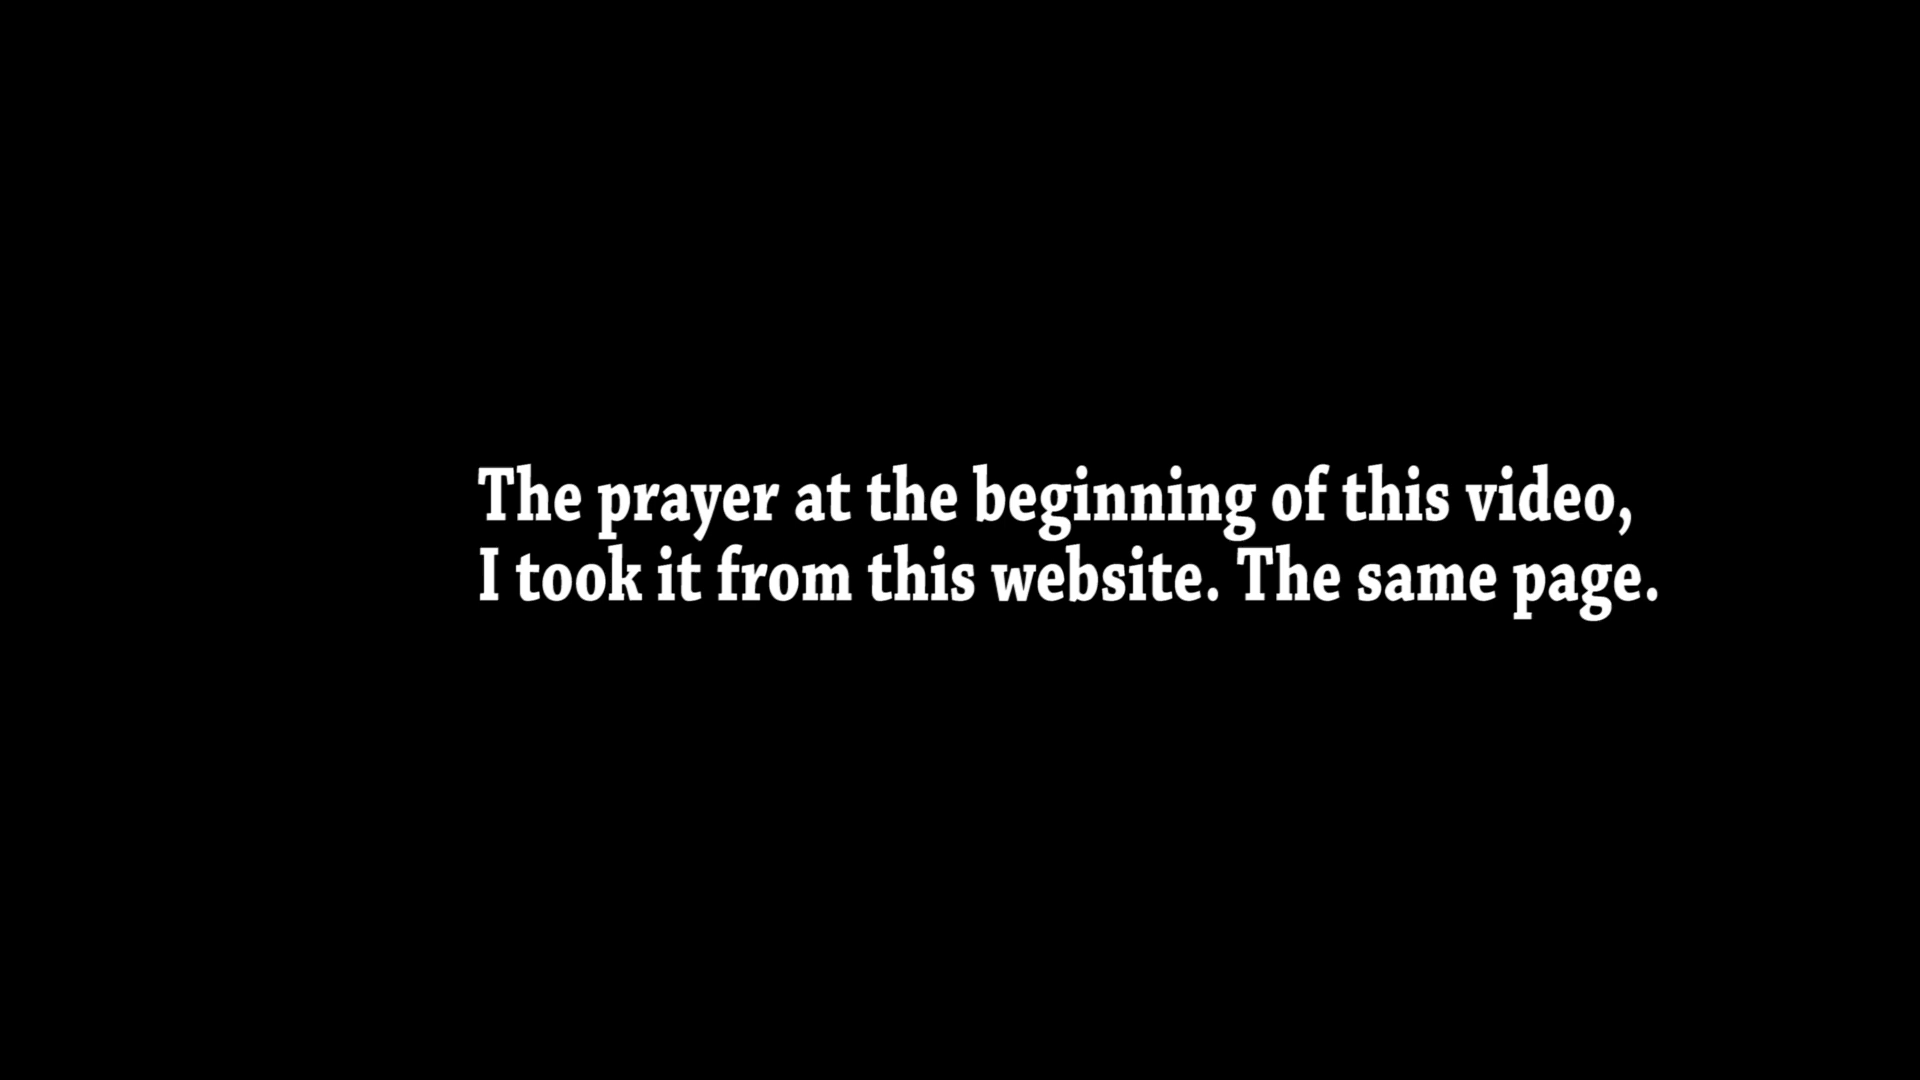 The prayer at the beginning of this video,
I took it from this website. The same page.